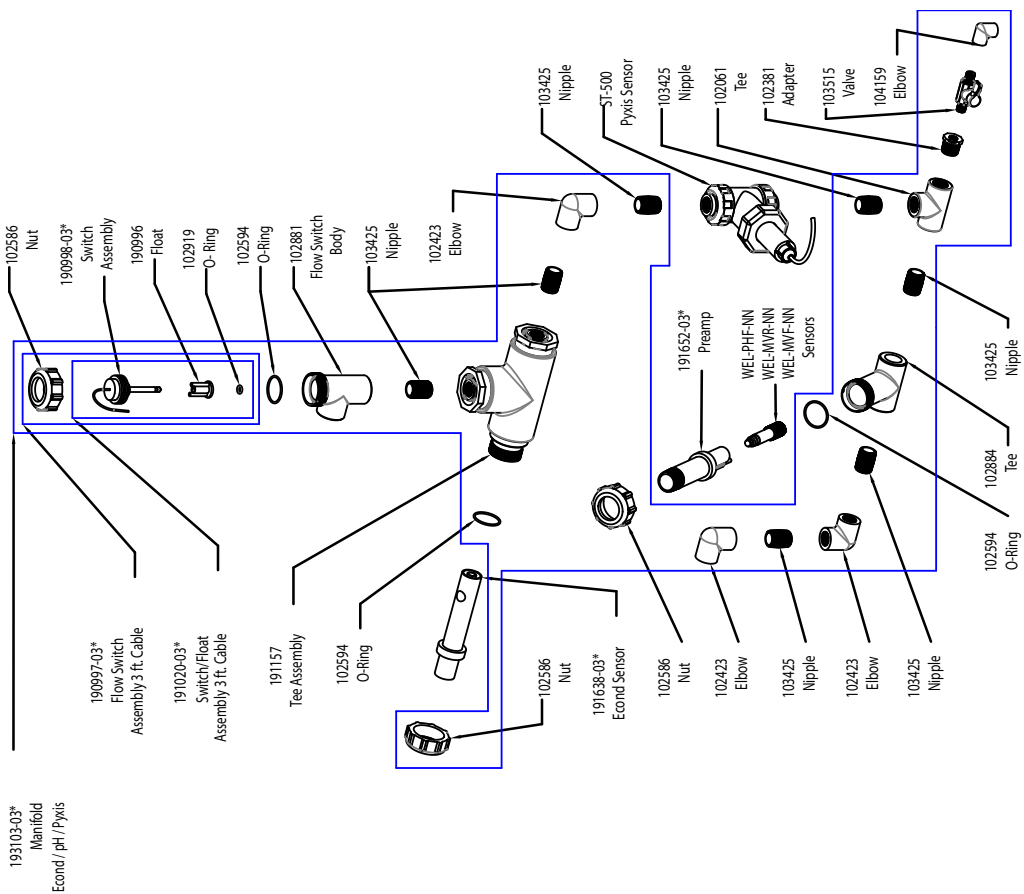 193103-03*
Manifold
Econd / pH / Pyxis
102586
Nut
190998-03*
Switch
Assembly
190996
Float
102919
O- Ring
102594
O-Ring
102881
Flow Switch
Body
103425
Nipple
102423
Elbow
103425
Nipple
ST-500
Pyxis Sensor
103425
Nipple
102061
Tee
102381
Adapter
103515
Valve
104159
Elbow
191652-03*
Preamp
WEL-PHF-NN
WEL-MVR-NN
WEL-MVF-NN
Sensors
190997-03*
Flow Switch
Assembly 3 ft. Cable
191020-03*
Switch/Float
Assembly 3 ft. Cable
191157
Tee Assembly
102594
O-Ring
102586
Nut
191638-03*
Econd Sensor
102586
Nut
102423
Elbow
103425
Nipple
102423
Elbow
103425
Nipple
102594
O-Ring
102884
Tee
103425
Nipple